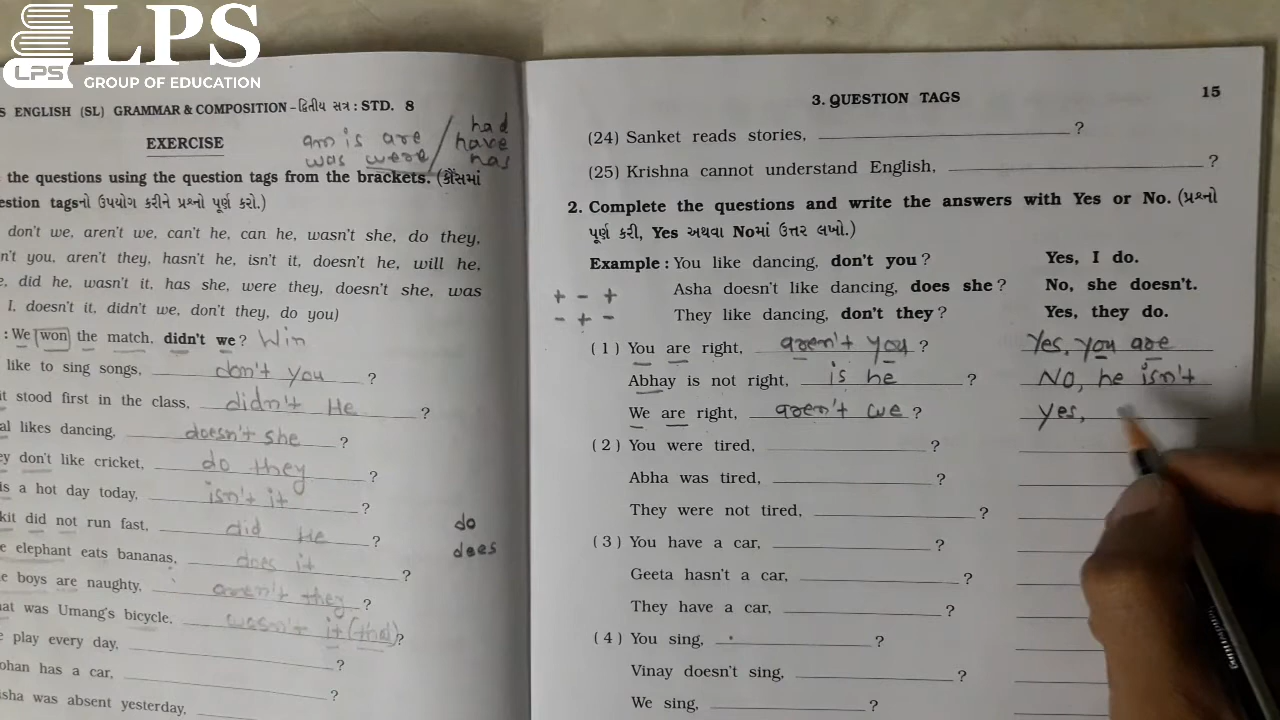 LPS
LPS
GROUP OF EDUCATION
S ENGLISH (SL) GRAMMAR & COMPOSITION – દ્વિતીય સત્ર : STD. 8
EXERCISE
am is are / had
was were / have
has
the questions using the question tags from the brackets. (કૌંસમાં
estion tagsનો ઉપયોગ કરીને પ્રશ્નો પૂર્ણ કરો.)
don't we, aren't we, can't he, can he, wasn't she, do they,
n't you, aren't they, hasn't he, isn't it, doesn't he, will he,
e, did he, wasn't it, has she, were they, doesn't she, was
I, doesn't it, didn't we, don't they, do you)
: We won the match, didn't we? Win
like to sing songs, don't you ?
it stood first in the class, didn't He ?
al likes dancing, doesn't she ?
ey don't like cricket, do they ?
is a hot day today, isn't it ?
kit did not run fast, did He ?
do
does
e elephant eats bananas, does it ?
e boys are naughty, aren't they ?
hat was Umang's bicycle, wasn't it (that) ?
e play every day, ?
ohan has a car, ?
isha was absent yesterday,
3. QUESTION TAGS 15
(24) Sanket reads stories, ?
(25) Krishna cannot understand English, ?
2. Complete the questions and write the answers with Yes or No. (પ્રશ્નો
પૂર્ણ કરી, Yes અથવા Noમાં ઉત્તર લખો.)
Example : You like dancing, don't you ? Yes, I do.
+ - + Asha doesn't like dancing, does she ? No, she doesn't.
- + - They like dancing, don't they ? Yes, they do.
(1) You are right, aren't you ? Yes, you are
Abhay is not right, is he ? NO, he isn't
We are right, aren't we ? Yes,
(2) You were tired, ?
Abha was tired, ?
They were not tired, ?
(3) You have a car, ?
Geeta hasn't a car, ?
They have a car, ?
(4) You sing, ?
Vinay doesn't sing, ?
We sing, ?